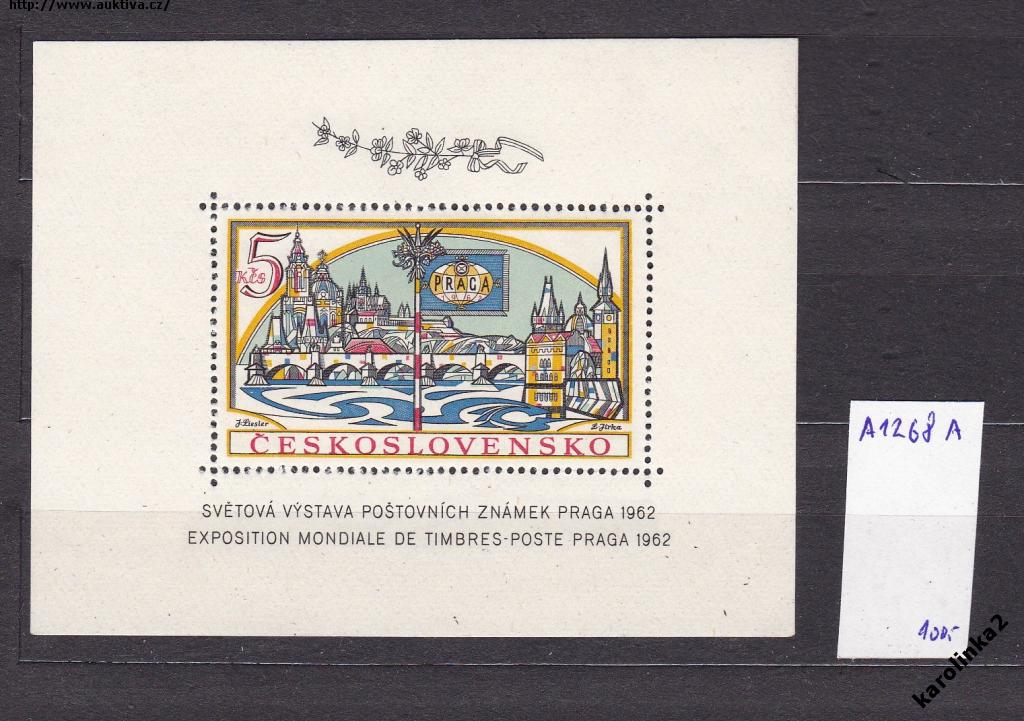 http://www.auktiva.cz/
5
Kčs
PRAGA
1962
J. Liesler
L. Jirka
ČESKOSLOVENSKO
SVĚTOVÁ VÝSTAVA POŠTOVNÍCH ZNÁMEK PRAGA 1962
EXPOSITION MONDIALE DE TIMBRES-POSTE PRAGA 1962
A1268 A
100,-
karolinka2